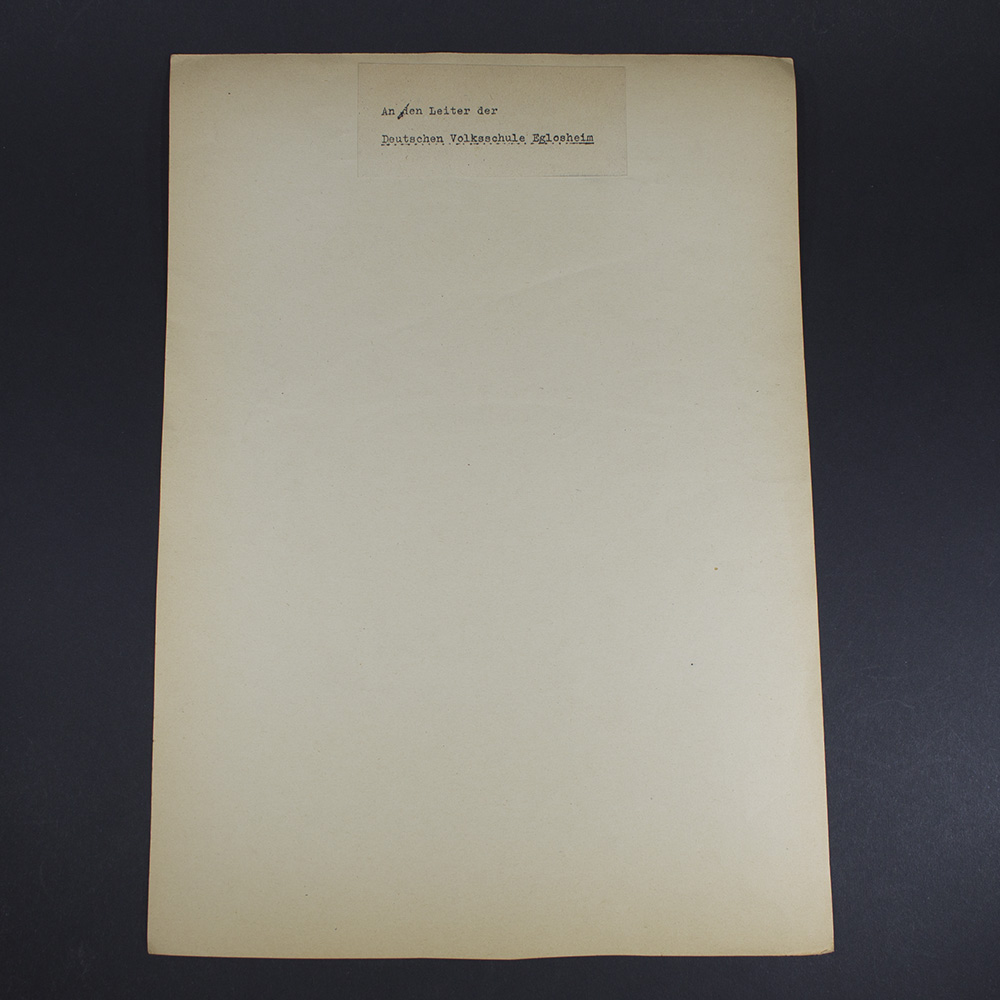 An den Leiter der
Deutschen Volksschule Eglosheim